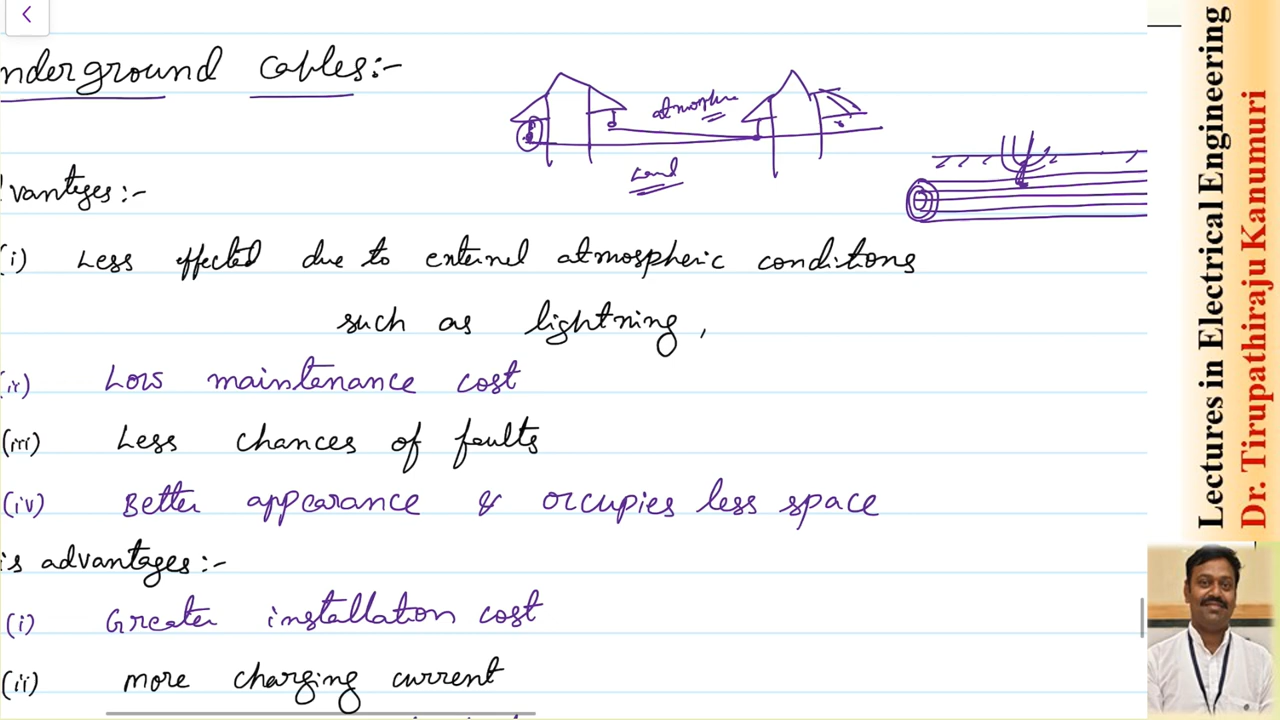 nderground cables:-
atmosphere
Land
vantages:-
(i) Less effected due to external atmospheric conditions
such as lightning,
(ii) Low maintenance cost
(iii) Less chances of faults
(iv) Better appearance & occupies less space
is advantages:-
(i) Greater installation cost
(ii) more charging current
Lectures in Electrical Engineering
Dr. Tirupathiraju Kanumuri